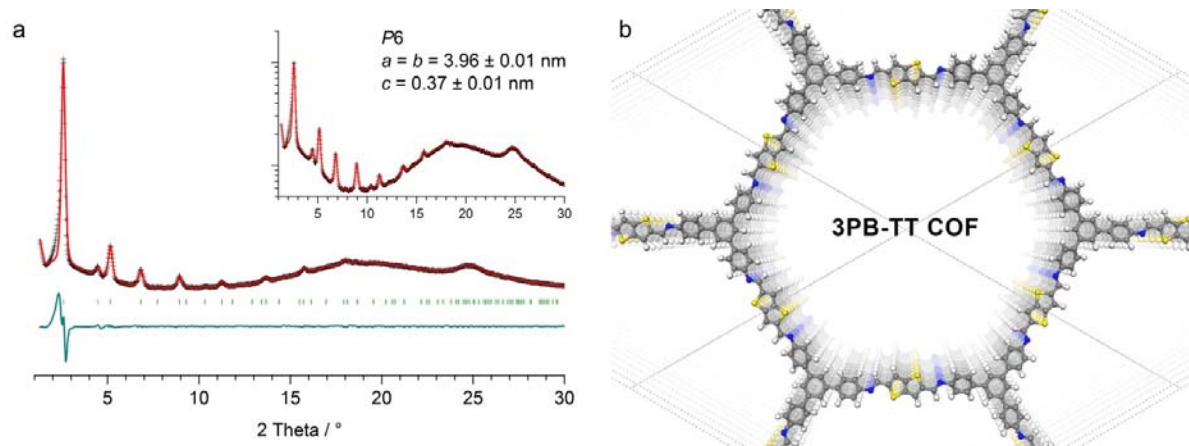 a
P6
a = b = 3.96 ± 0.01 nm
c = 0.37 ± 0.01 nm
5 10 15 20 25 30
5 10 15 20 25 30
2 Theta / °
b
3PB-TT COF